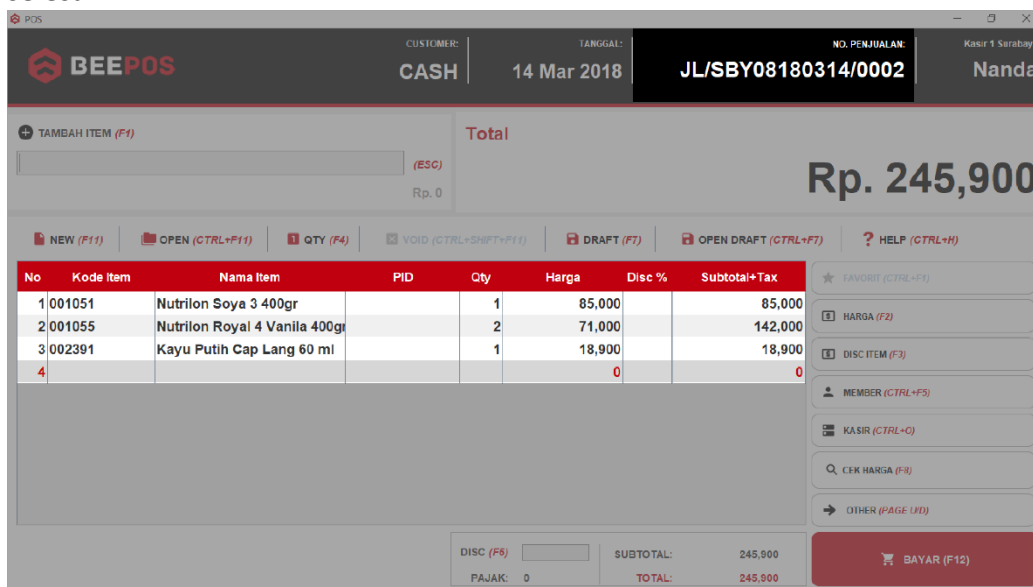 POS
BEEPOS
CUSTOMER:
CASH
TANGGAL:
14 Mar 2018
NO. PENJUALAN:
JL/SBY08180314/0002
Kasir 1 Surabay
Nanda
TAMBAH ITEM (F1)
(ESC)
Rp. 0
Total
Rp. 245,900
NEW (F11) OPEN (CTRL+F11) QTY (F4) VOID (CTRL+SHIFT+F11) DRAFT (F7) OPEN DRAFT (CTRL+F7) HELP (CTRL+H)
No Kode Item Nama Item PID Qty Harga Disc % Subtotal+Tax
1 001051 Nutrilon Soya 3 400gr 1 85,000 85,000
2 001055 Nutrilon Royal 4 Vanila 400gr 2 71,000 142,000
3 002391 Kayu Putih Cap Lang 60 ml 1 18,900 18,900
4 0 0
FAVORIT (CTRL+F1)
HARGA (F2)
DISC ITEM (F3)
MEMBER (CTRL+F5)
KASIR (CTRL+O)
CEK HARGA (F8)
OTHER (PAGE U/D)
DISC (F6) SUBTOTAL: 245,900
PAJAK: 0 TOTAL: 245,900
BAYAR (F12)